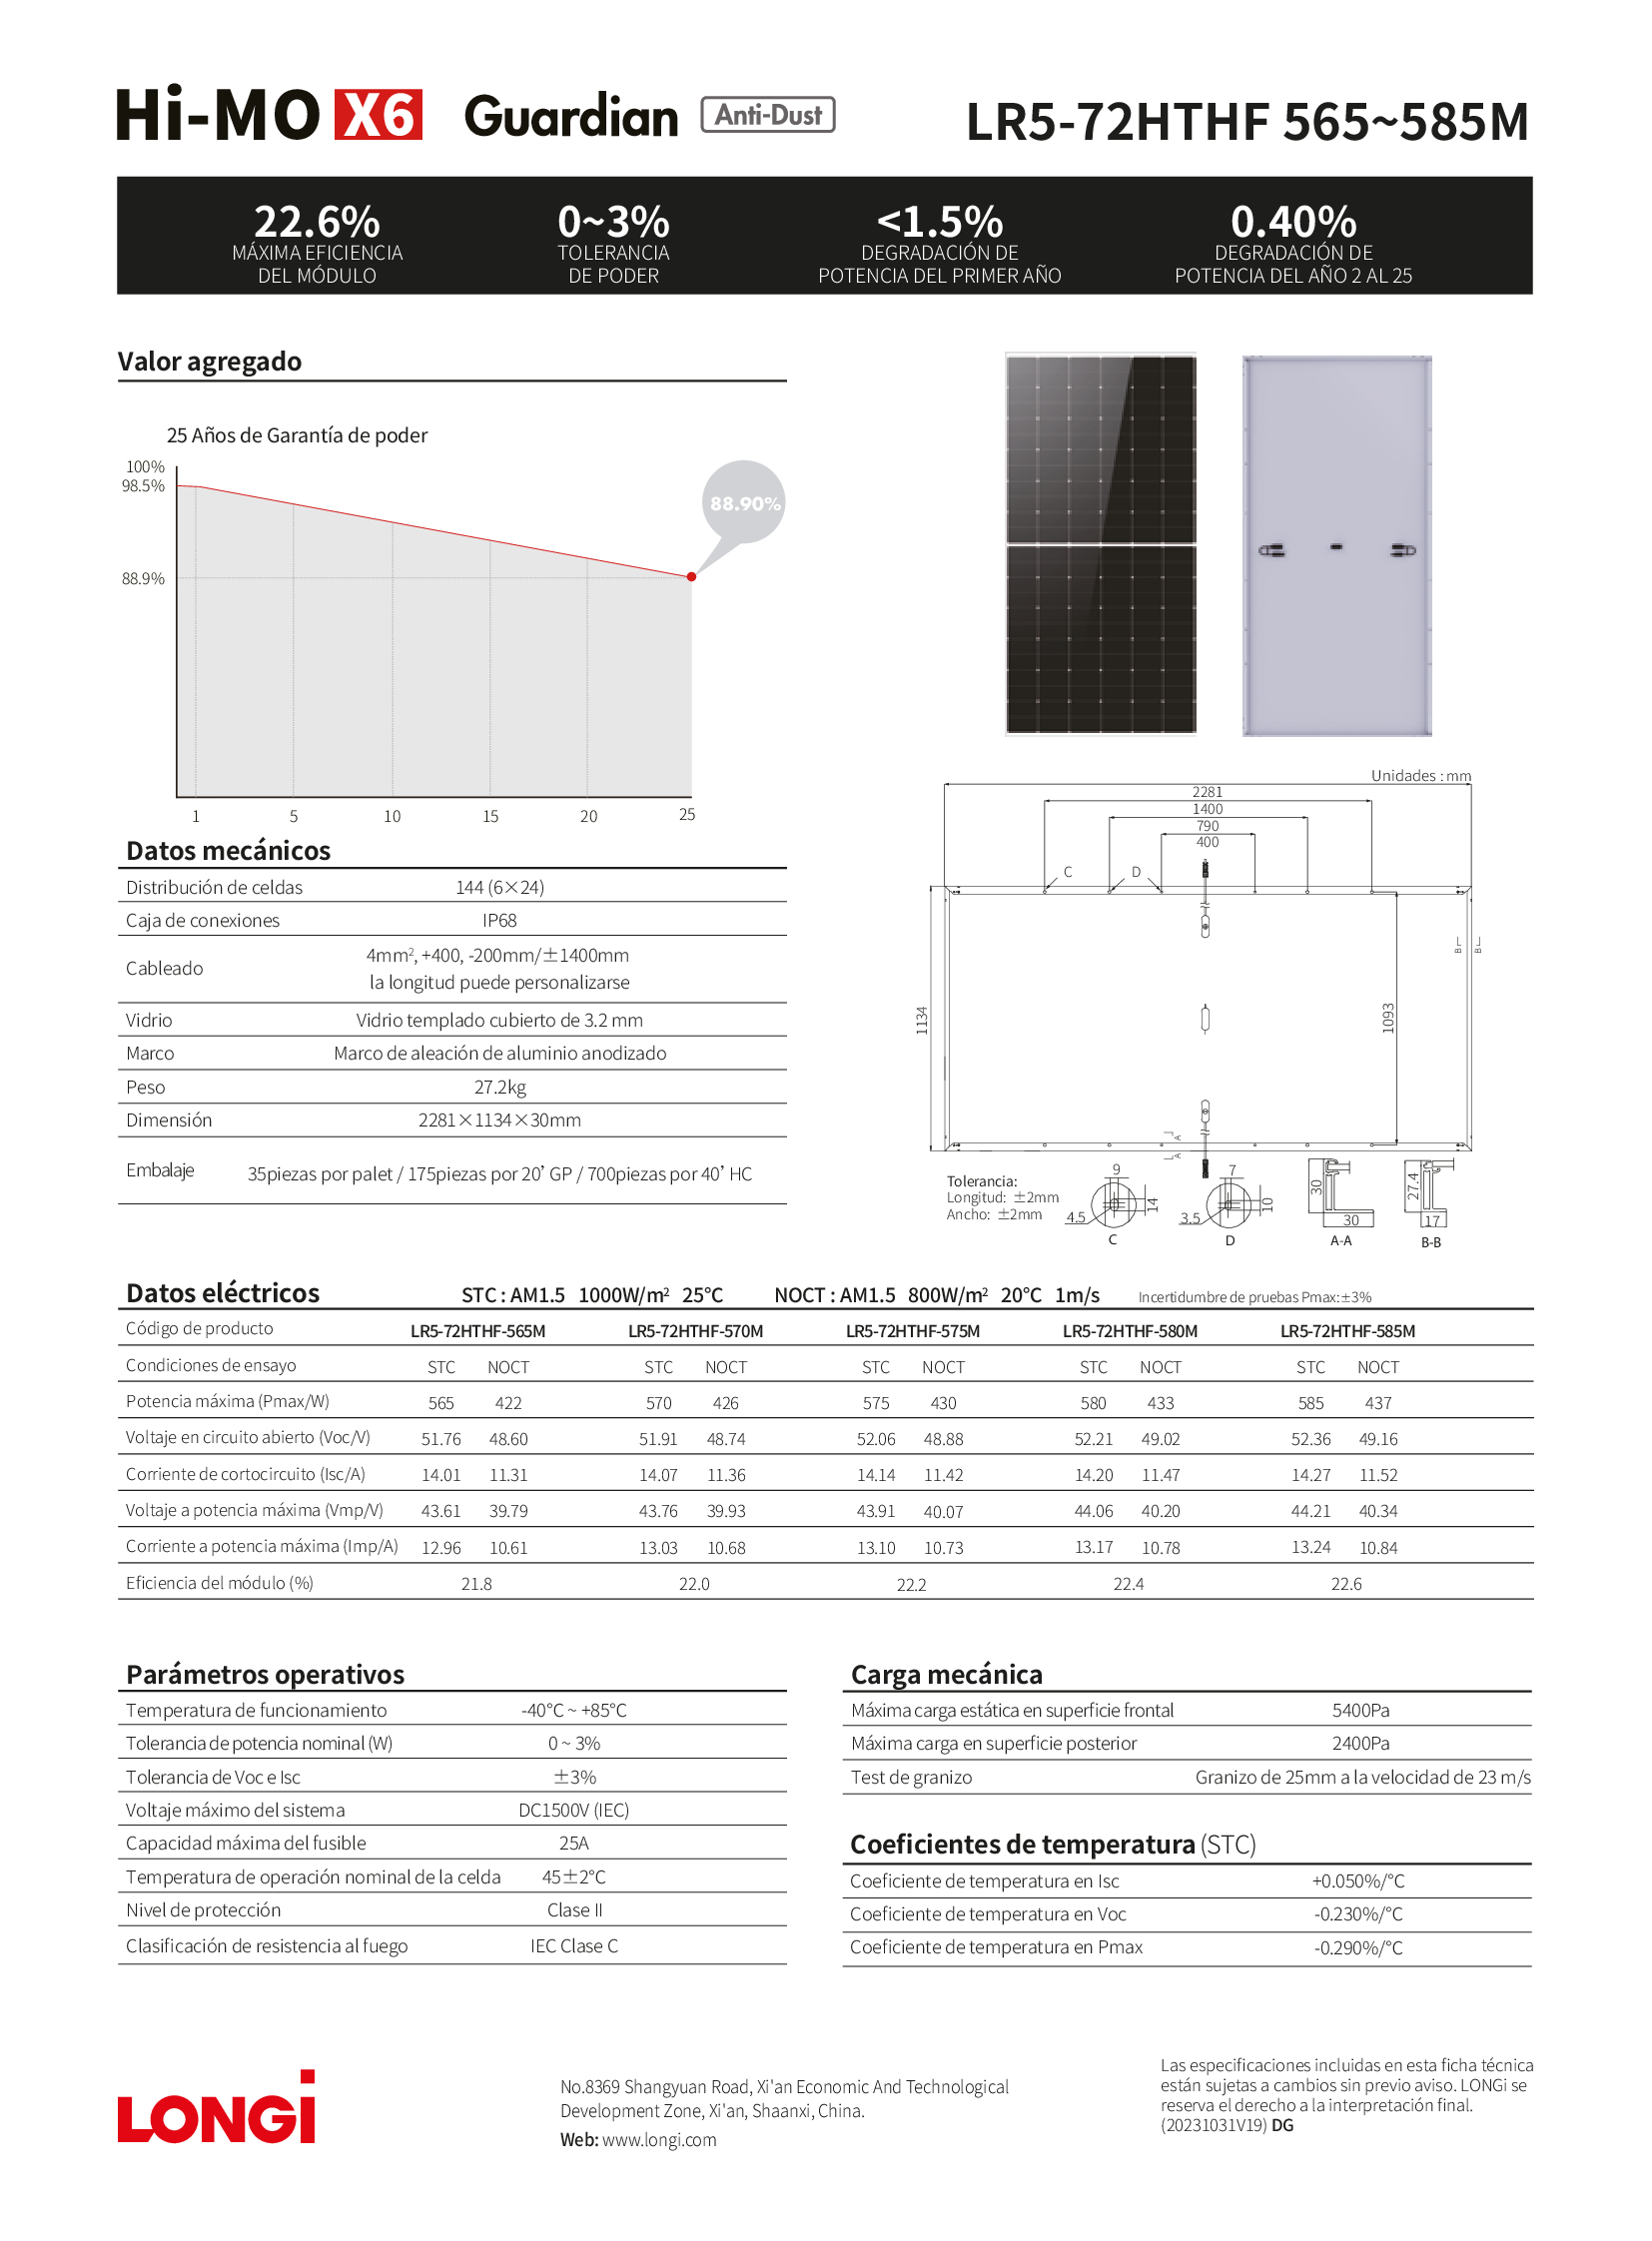 Hi-MO X6 Guardian Anti-Dust LR5-72HTHF 565~585M
22.6% 0~3% <1.5% 0.40%
MÁXIMA EFICIENCIA TOLERANCIA DEGRADACIÓN DE DEGRADACIÓN DE
DEL MÓDULO DE PODER POTENCIA DEL PRIMER AÑO POTENCIA DEL AÑO 2 AL 25
Valor agregado
25 Años de Garantía de poder
100%
98.5%
88.90%
88.9%
1 5 10 15 20 25
Datos mecánicos
Distribución de celdas 144 (6×24)
Caja de conexiones IP68
Cableado 4mm², +400, -200mm/±1400mm
la longitud puede personalizarse
Vidrio Vidrio templado cubierto de 3.2 mm
Marco Marco de aleación de aluminio anodizado
Peso 27.2kg
Dimensión 2281×1134×30mm
Embalaje 35piezas por palet / 175piezas por 20’ GP / 700piezas por 40’ HC
Unidades : mm
2281
1400
790
400
C D
B B
1134
1093
A
A
Tolerancia:
Longitud: ±2mm
Ancho: ±2mm
9 14 4.5 C
7 10 3.5 D
30 30 A-A
27.4 17 B-B
Datos eléctricos STC : AM1.5 1000W/m² 25°C NOCT : AM1.5 800W/m² 20°C 1m/s Incertidumbre de pruebas Pmax:±3%
Código de producto LR5-72HTHF-565M LR5-72HTHF-570M LR5-72HTHF-575M LR5-72HTHF-580M LR5-72HTHF-585M
Condiciones de ensayo STC NOCT STC NOCT STC NOCT STC NOCT STC NOCT
Potencia máxima (Pmax/W) 565 422 570 426 575 430 580 433 585 437
Voltaje en circuito abierto (Voc/V) 51.76 48.60 51.91 48.74 52.06 48.88 52.21 49.02 52.36 49.16
Corriente de cortocircuito (Isc/A) 14.01 11.31 14.07 11.36 14.14 11.42 14.20 11.47 14.27 11.52
Voltaje a potencia máxima (Vmp/V) 43.61 39.79 43.76 39.93 43.91 40.07 44.06 40.20 44.21 40.34
Corriente a potencia máxima (Imp/A) 12.96 10.61 13.03 10.68 13.10 10.73 13.17 10.78 13.24 10.84
Eficiencia del módulo (%) 21.8 22.0 22.2 22.4 22.6
Parámetros operativos
Temperatura de funcionamiento -40°C ~ +85°C
Tolerancia de potencia nominal (W) 0 ~ 3%
Tolerancia de Voc e Isc ±3%
Voltaje máximo del sistema DC1500V (IEC)
Capacidad máxima del fusible 25A
Temperatura de operación nominal de la celda 45±2°C
Nivel de protección Clase II
Clasificación de resistencia al fuego IEC Clase C
Carga mecánica
Máxima carga estática en superficie frontal 5400Pa
Máxima carga en superficie posterior 2400Pa
Test de granizo Granizo de 25mm a la velocidad de 23 m/s
Coeficientes de temperatura (STC)
Coeficiente de temperatura en Isc +0.050%/°C
Coeficiente de temperatura en Voc -0.230%/°C
Coeficiente de temperatura en Pmax -0.290%/°C
LONGi
No.8369 Shangyuan Road, Xi'an Economic And Technological
Development Zone, Xi'an, Shaanxi, China.
Web: www.longi.com
Las especificaciones incluidas en esta ficha técnica
están sujetas a cambios sin previo aviso. LONGi se
reserva el derecho a la interpretación final.
(20231031V19) DG